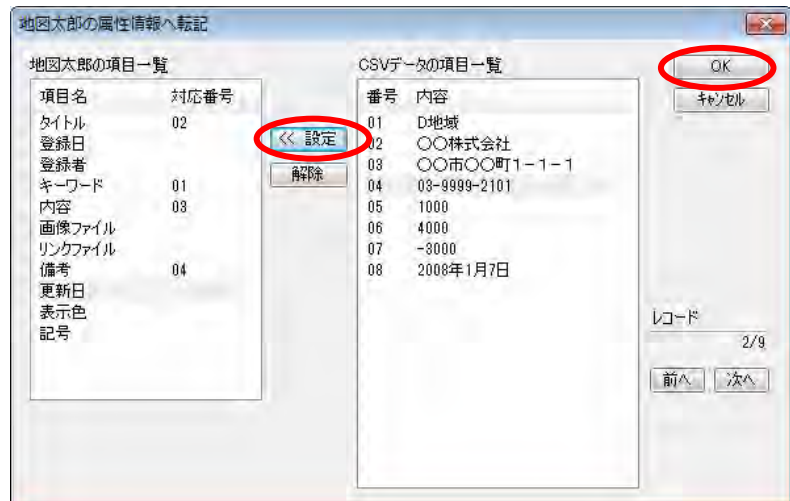 地図太郎の属性情報へ転記
地図太郎の項目一覧
項目名 対応番号
タイトル 02
登録日
登録者
キーワード 01
内容 03
画像ファイル
リンクファイル
備考 04
更新日
表示色
記号
<< 設定
解除
CSVデータの項目一覧
番号 内容
01 D地域
02 〇〇株式会社
03 〇〇市〇〇町1-1-1
04 03-9999-2101
05 1000
06 4000
07 -3000
08 2008年1月7日
OK
キャンセル
レコード
2/9
前へ 次へ